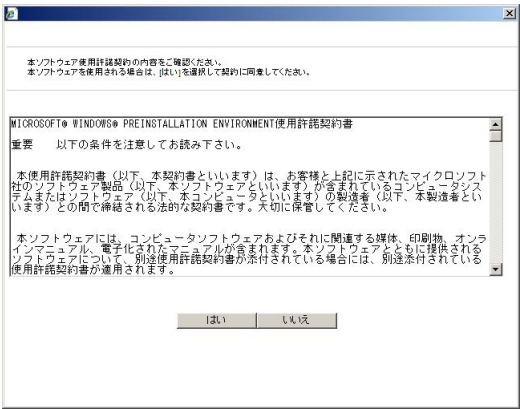 本ソフトウェア使用許諾契約の内容をご確認ください。
本ソフトウェアを使用される場合は、[はい]を選択して契約に同意してください。
MICROSOFT® WINDOWS® PREINSTALLATION ENVIRONMENT使用許諾契約書
重要　以下の条件を注意してお読み下さい。
本使用許諾契約書（以下、本契約書といいます）は、お客様と上記に示されたマイクロソフト
社のソフトウェア製品（以下、本ソフトウェアといいます）が含まれているコンピュータシス
テムまたはソフトウェア（以下、本コンピュータといいます）の製造者（以下、本製造者とい
います）との間で締結される法的な契約書です。大切に保管してください。
本ソフトウェアには、コンピュータソフトウェアおよびそれに関連する媒体、印刷物、オンラ
インマニュアル、電子化されたマニュアルが含まれます。本ソフトウェアとともに提供される
ソフトウェアについて、別途使用許諾契約書が添付されている場合には、別途添付されている
使用許諾契約書が適用されます。
はい
いいえ